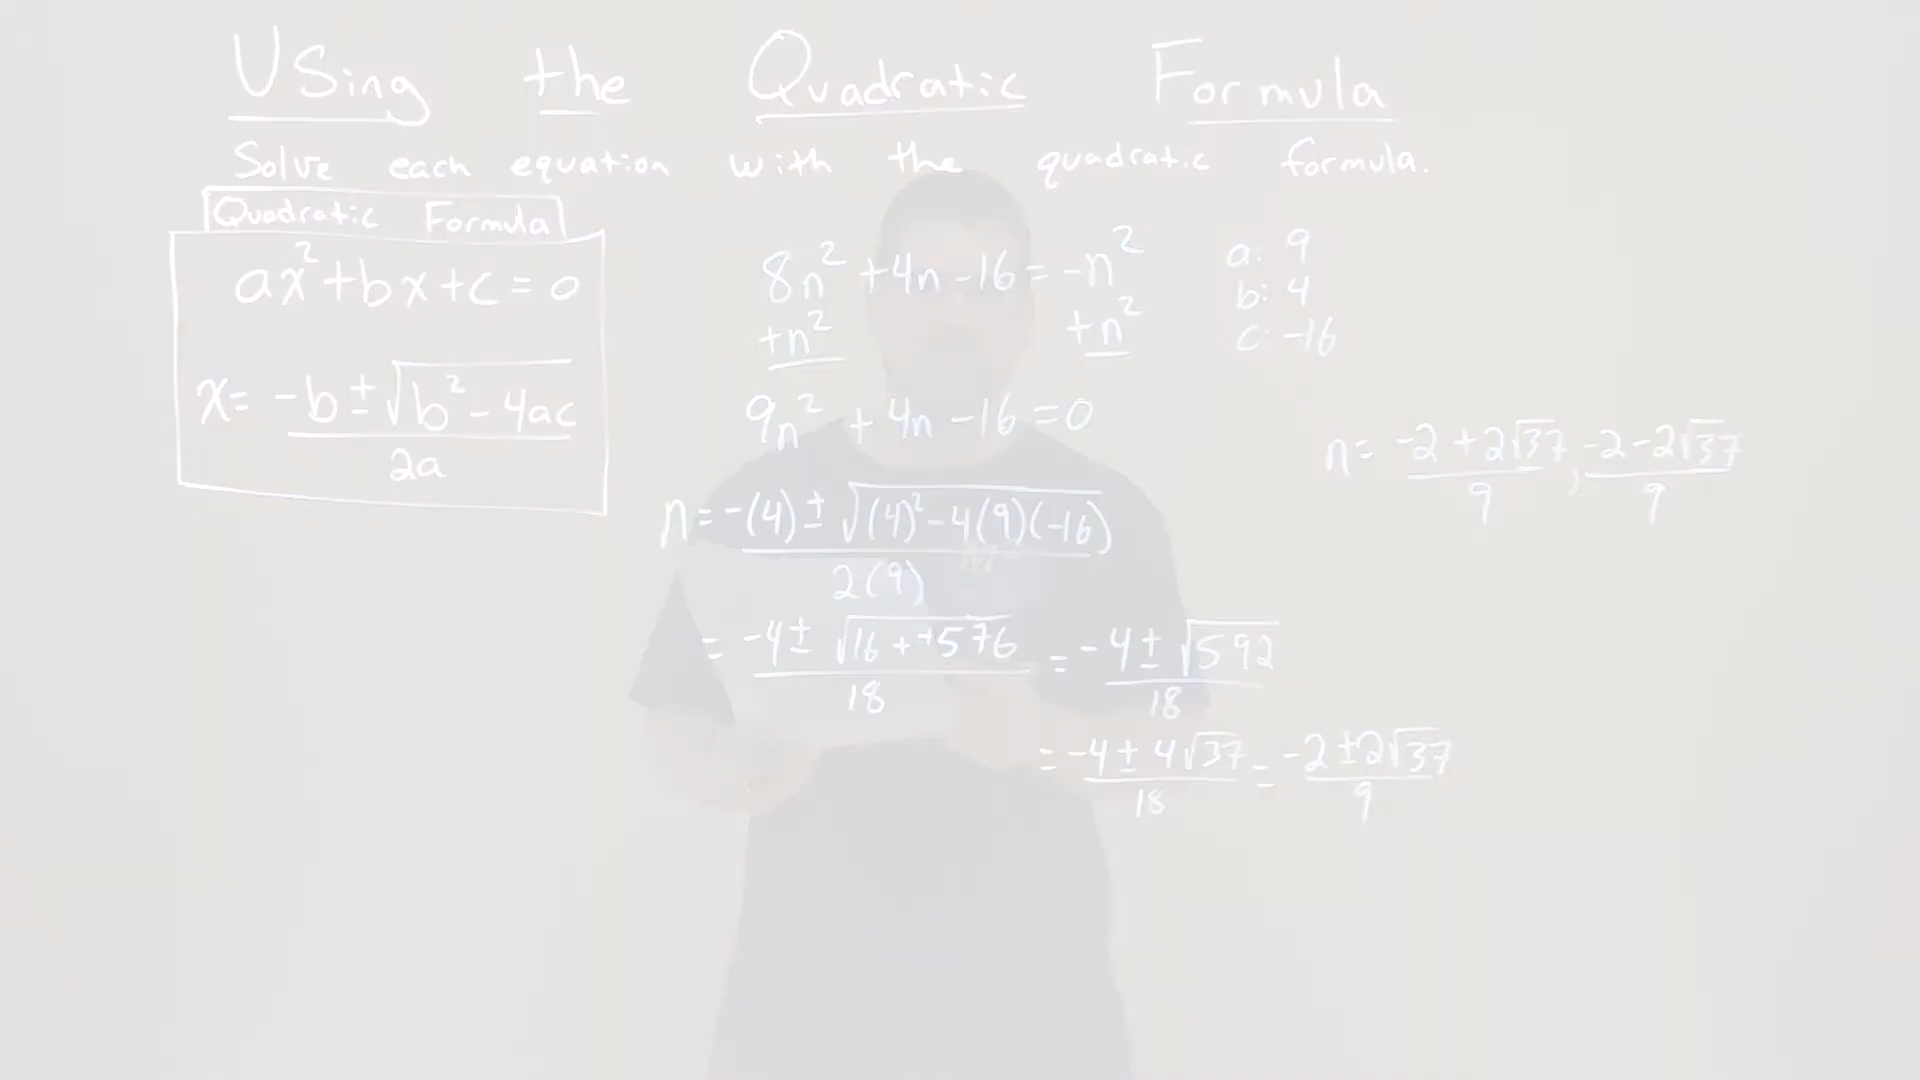 Using the Quadratic Formula
Solve each equation with the quadratic formula.
Quadratic Formula
ax² + bx + c = 0
x = (-b ± √(b² - 4ac)) / 2a
8n² + 4n - 16 = -n²
+n² +n²
9n² + 4n - 16 = 0
a: 9
b: 4
c: -16
n = (-(4) ± √((4)² - 4(9)(-16))) / 2(9)
= (-4 ± √(16 + +576)) / 18 = (-4 ± √592) / 18
= (-4 ± 4√37) / 18 = (-2 ± 2√37) / 9
n = (-2 + 2√37) / 9 , (-2 - 2√37) / 9